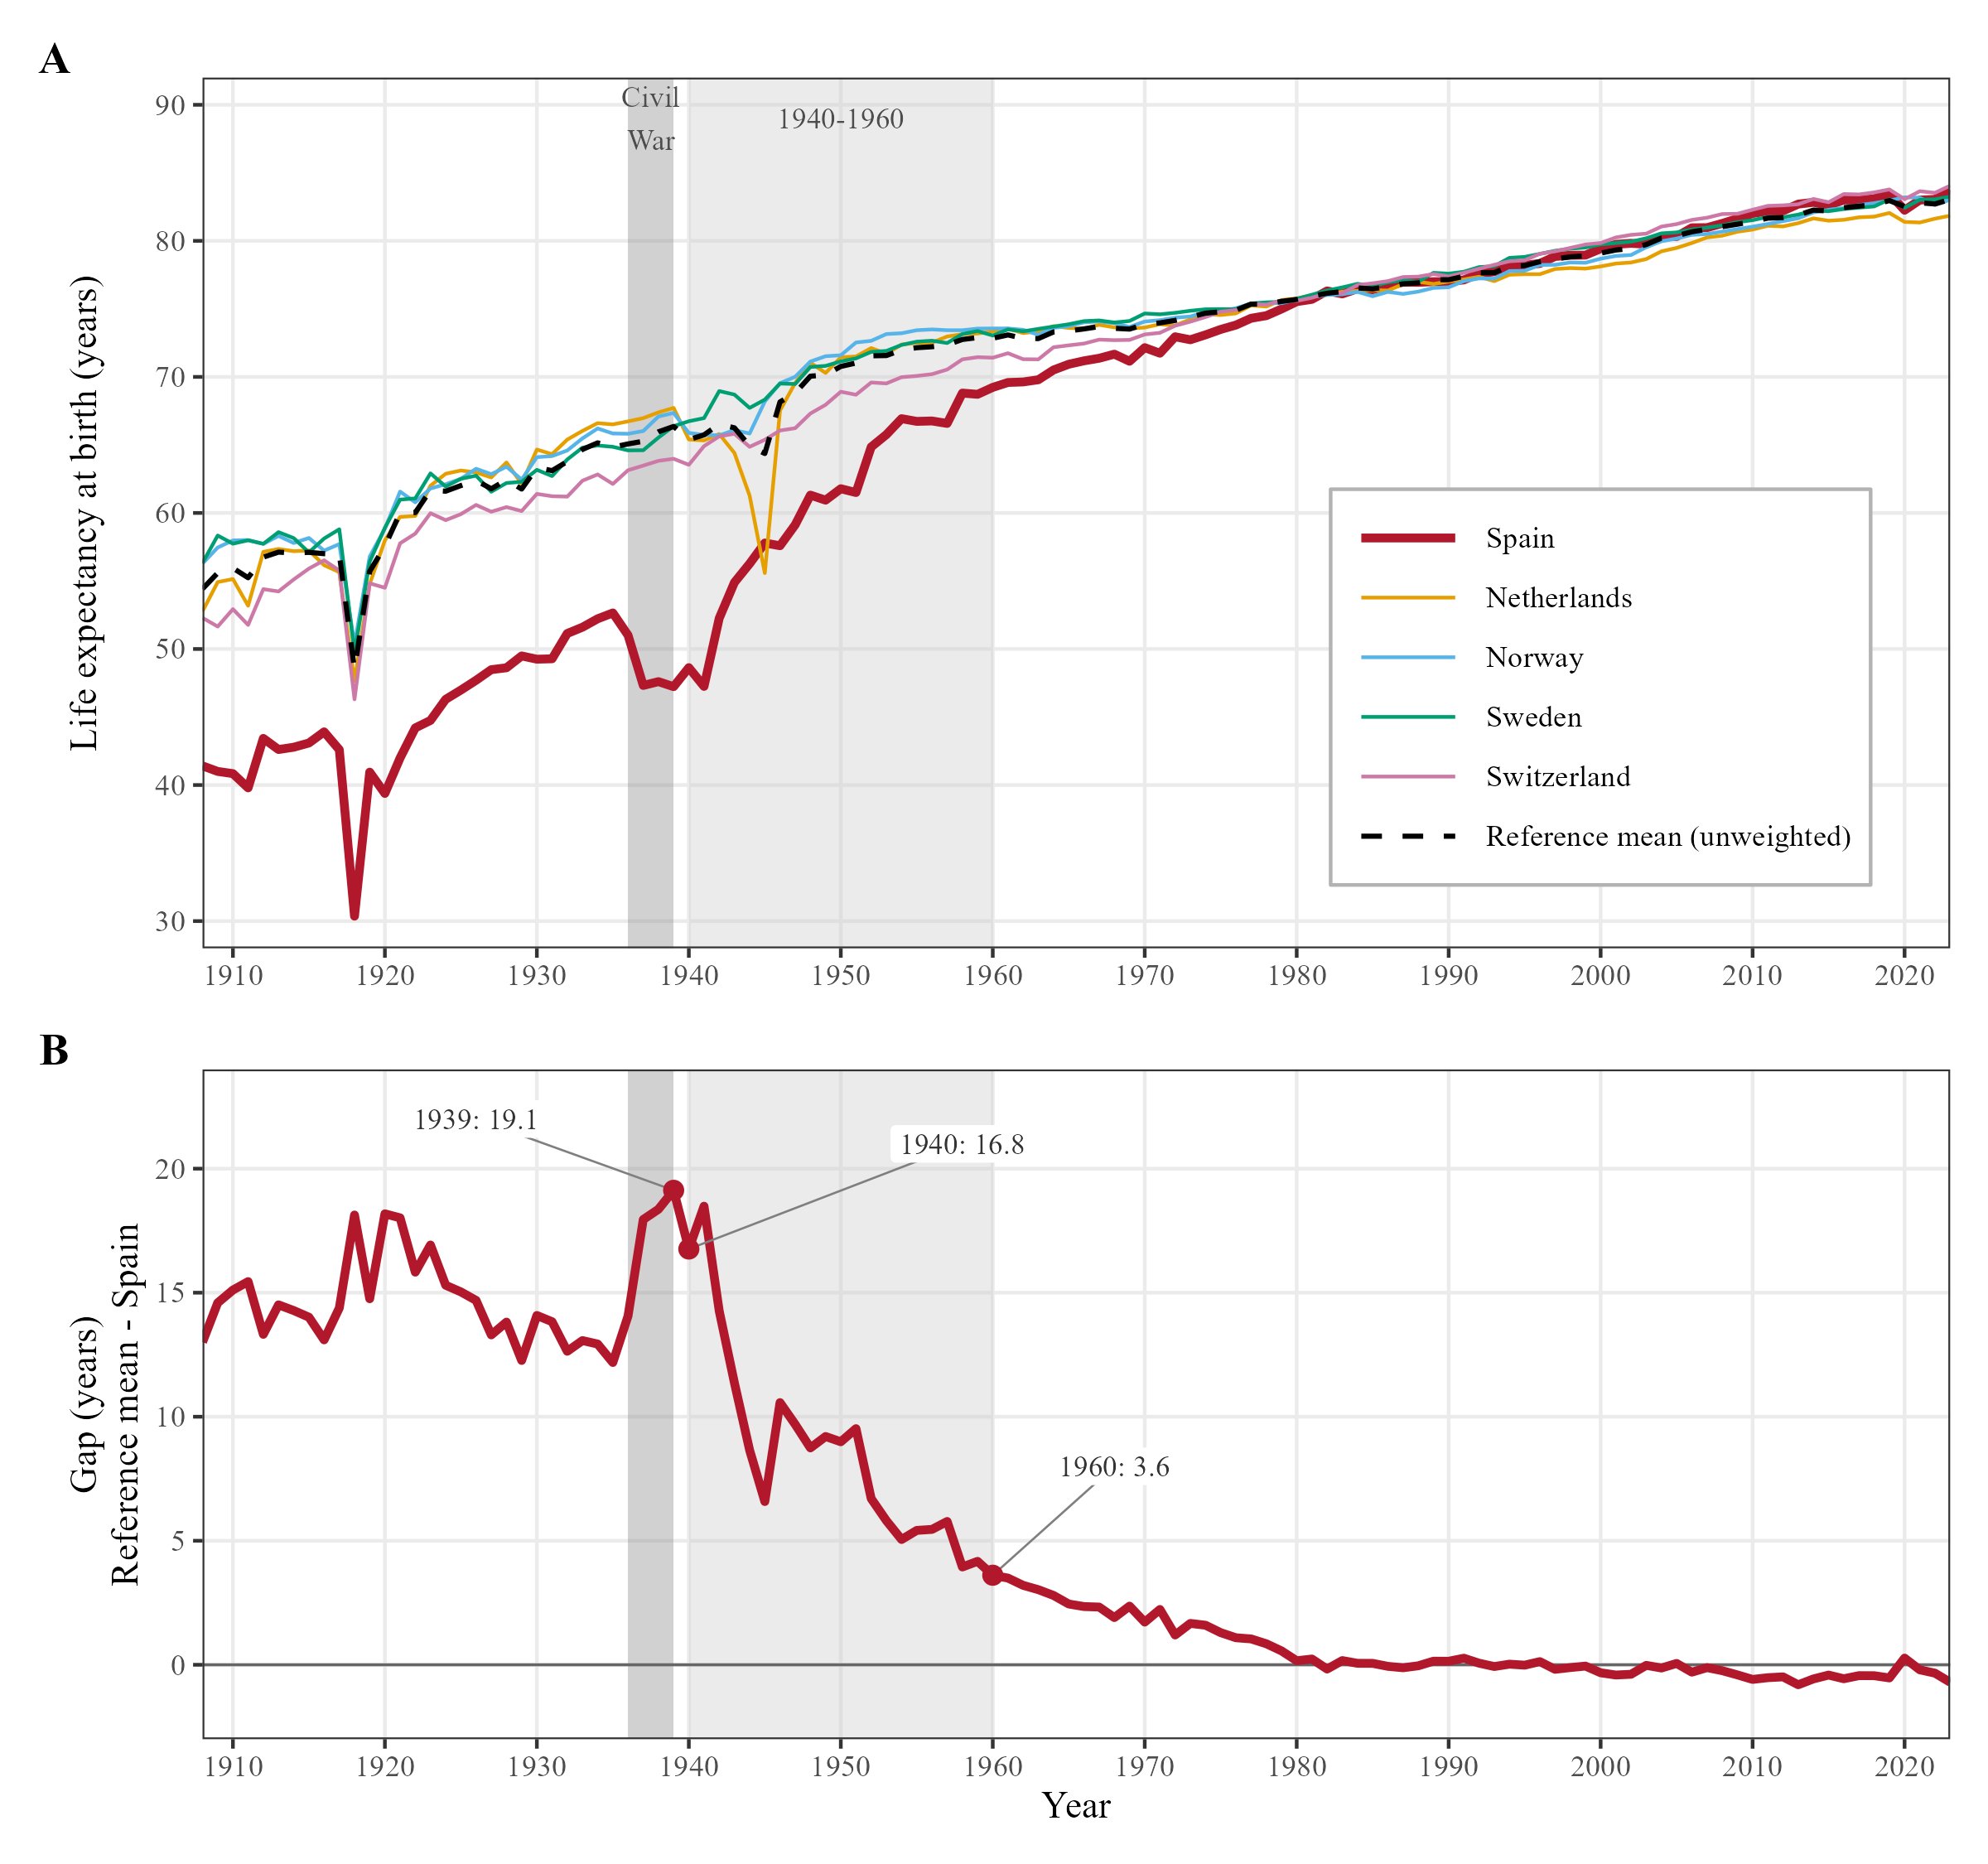 A
Life expectancy at birth (years)
90
80
70
60
50
40
30
Civil
War
1940-1960
Spain
Netherlands
Norway
Sweden
Switzerland
Reference mean (unweighted)
1910 1920 1930 1940 1950 1960 1970 1980 1990 2000 2010 2020
B
Gap (years)
Reference mean - Spain
20
15
10
5
0
1939: 19.1
1940: 16.8
1960: 3.6
1910 1920 1930 1940 1950 1960 1970 1980 1990 2000 2010 2020
Year